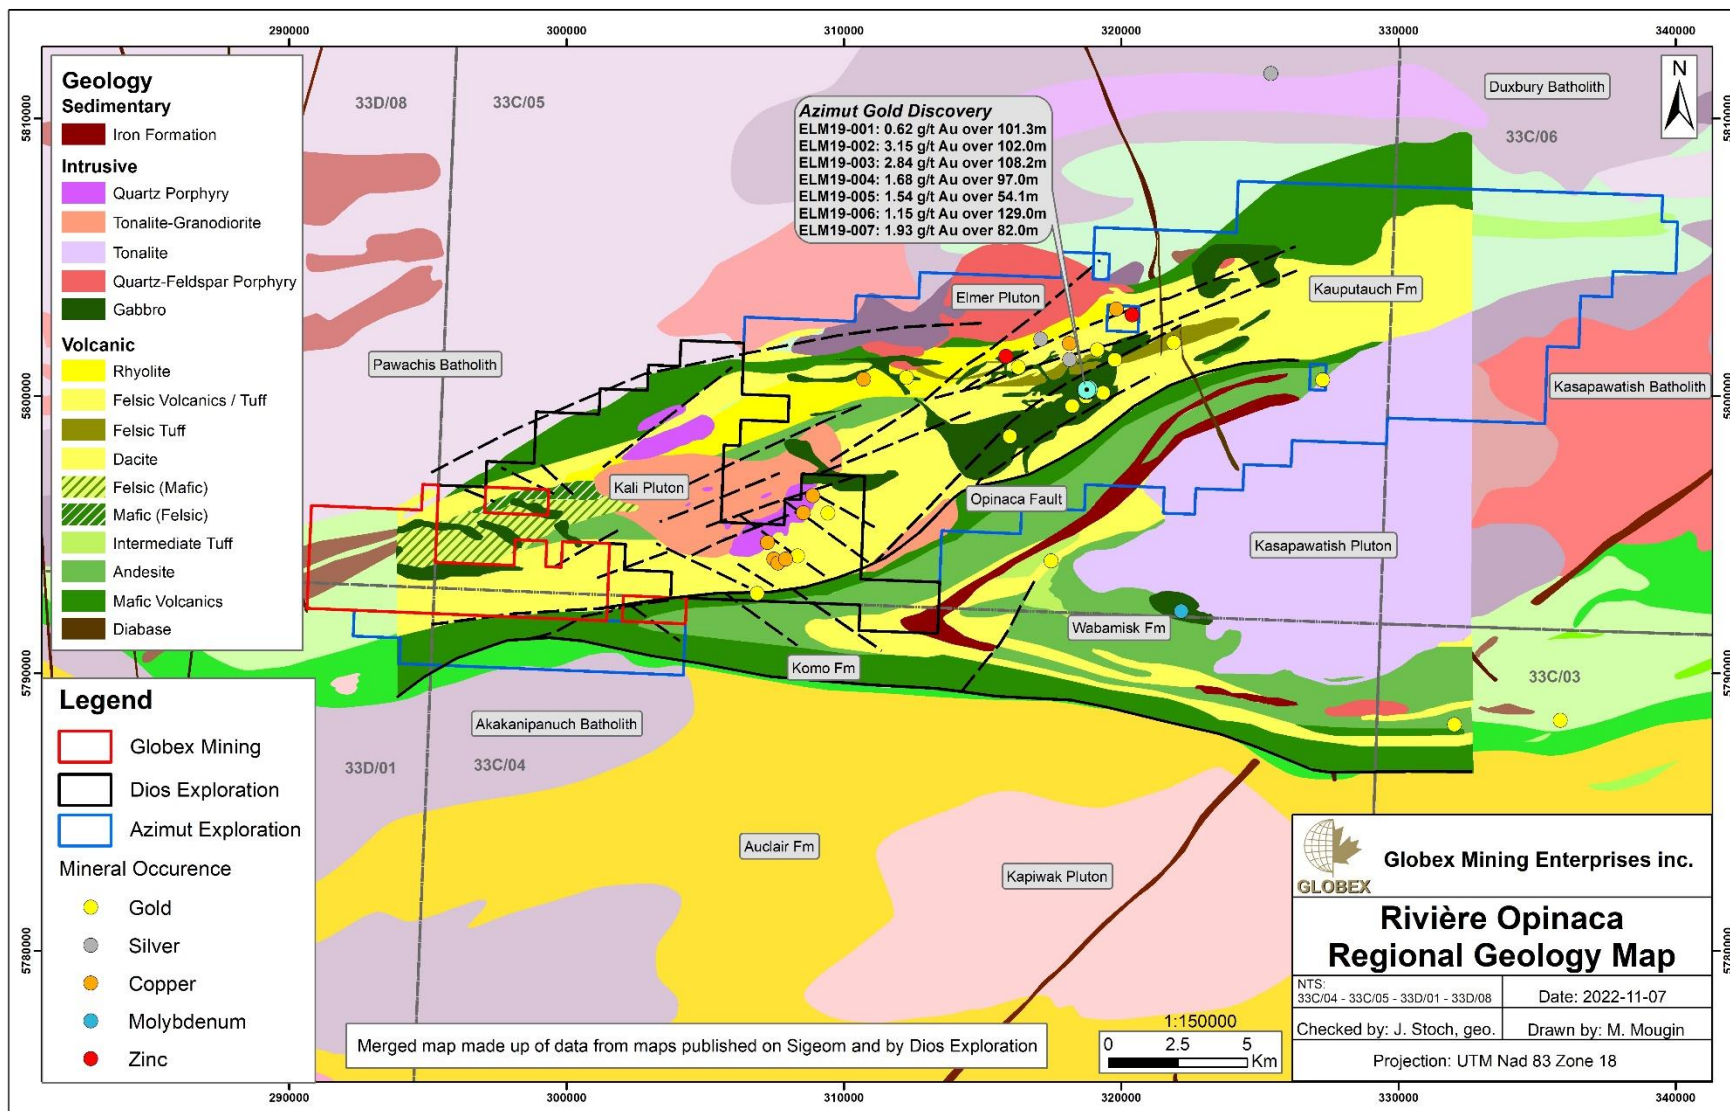 290000
300000
310000
320000
330000
340000
5810000
5800000
5790000
5780000
5810000
5800000
5790000
5780000
Geology
Sedimentary
Iron Formation
Intrusive
Quartz Porphyry
Tonalite-Granodiorite
Tonalite
Quartz-Feldspar Porphyry
Gabbro
Volcanic
Rhyolite
Felsic Volcanics / Tuff
Felsic Tuff
Dacite
Felsic (Mafic)
Mafic (Felsic)
Intermediate Tuff
Andesite
Mafic Volcanics
Diabase
33D/08
33C/05
Azimut Gold Discovery
ELM19-001: 0.62 g/t Au over 101.3m
ELM19-002: 3.15 g/t Au over 102.0m
ELM19-003: 2.84 g/t Au over 108.2m
ELM19-004: 1.68 g/t Au over 97.0m
ELM19-005: 1.54 g/t Au over 54.1m
ELM19-006: 1.15 g/t Au over 129.0m
ELM19-007: 1.93 g/t Au over 82.0m
Duxbury Batholith
33C/06
N
Elmer Pluton
Kauputauch Fm
Pawachis Batholith
Kasapawatish Batholith
Kali Pluton
Opinaca Fault
Kasapawatish Pluton
Wabamisk Fm
Komo Fm
33C/03
Akakanipanuch Batholith
33D/01
33C/04
Auclair Fm
Kapiwak Pluton
Legend
Globex Mining
Dios Exploration
Azimut Exploration
Mineral Occurence
Gold
Silver
Copper
Molybdenum
Zinc
Merged map made up of data from maps published on Sigeom and by Dios Exploration
1:150000
0 2.5 5
Km
GLOBEX
Globex Mining Enterprises inc.
Rivière Opinaca
Regional Geology Map
NTS:
33C/04 - 33C/05 - 33D/01 - 33D/08
Date: 2022-11-07
Checked by: J. Stoch, geo.
Drawn by: M. Mougin
Projection: UTM Nad 83 Zone 18
290000
300000
310000
320000
330000
340000